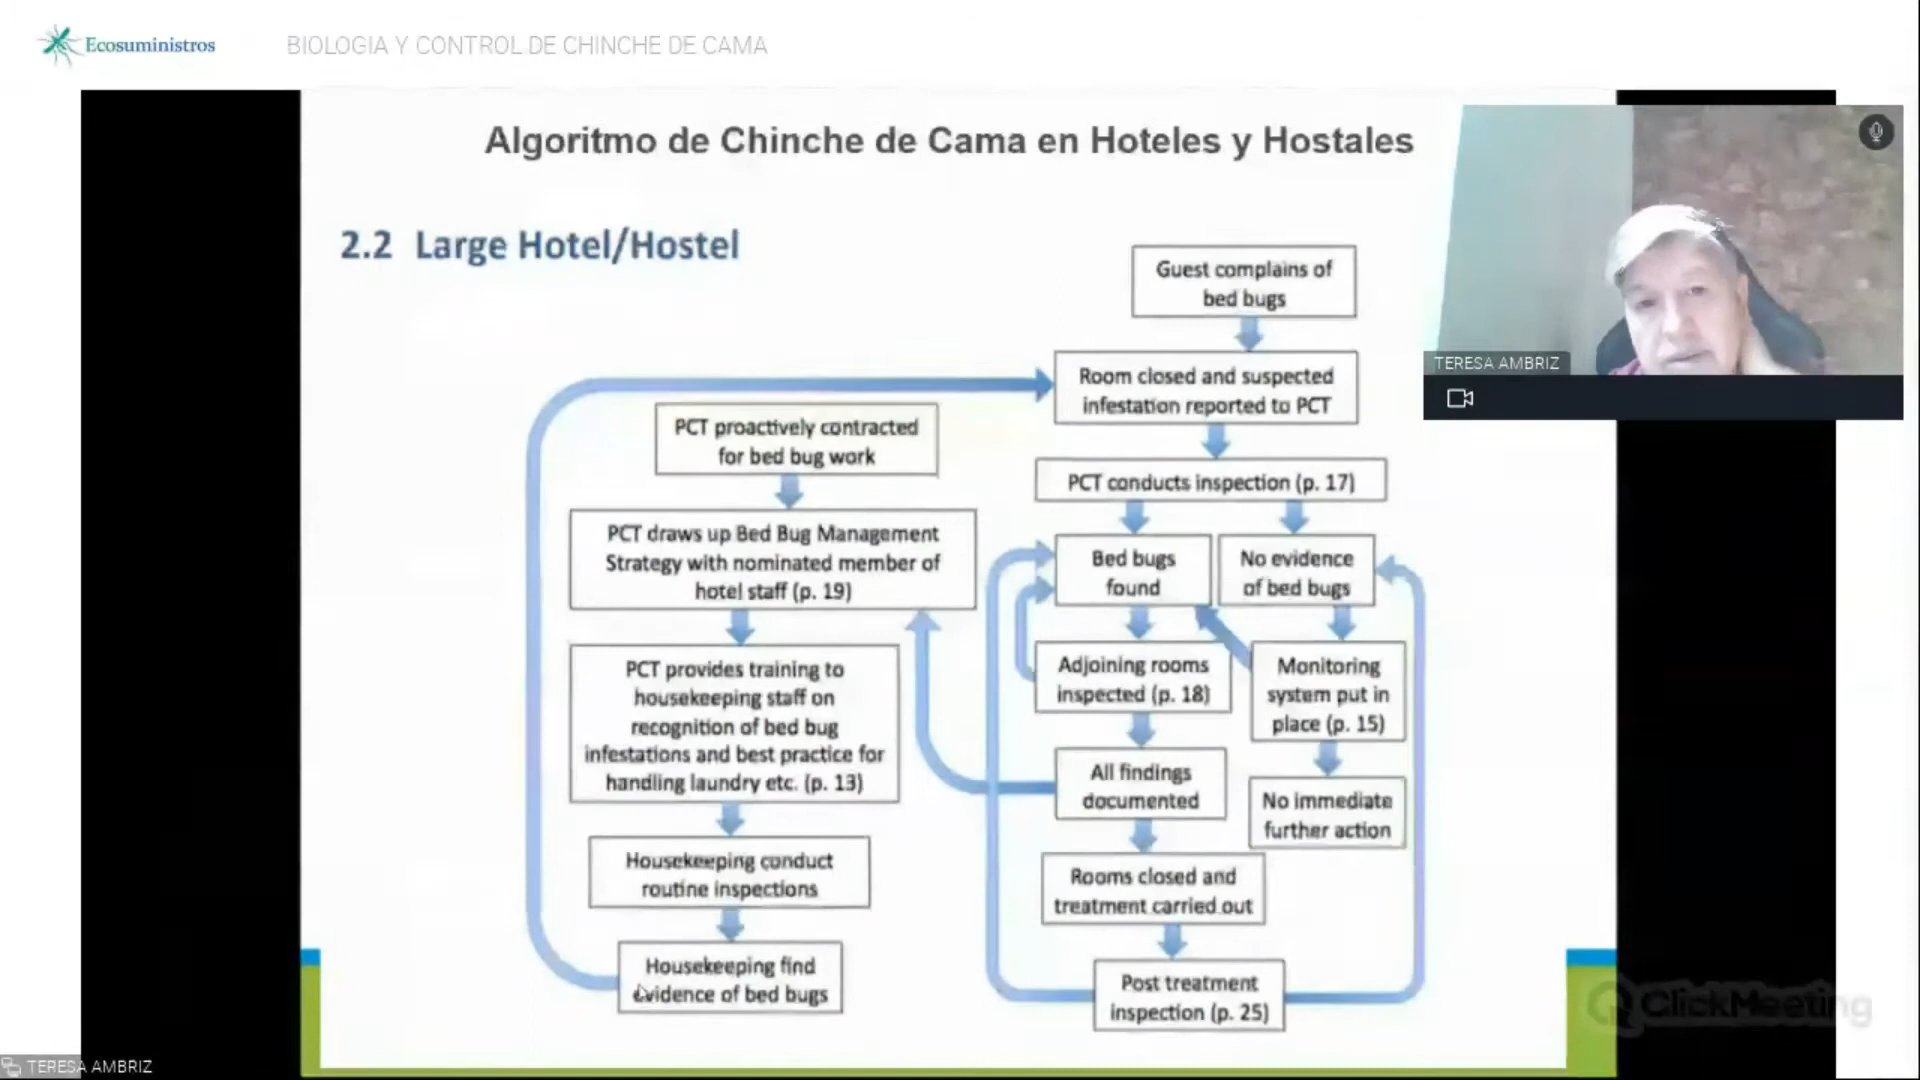 Ecosuministros
BIOLOGIA Y CONTROL DE CHINCHE DE CAMA
Algoritmo de Chinche de Cama en Hoteles y Hostales
2.2 Large Hotel/Hostel
Guest complains of
bed bugs
Room closed and suspected
infestation reported to PCT
PCT conducts inspection (p. 17)
Bed bugs
found
No evidence
of bed bugs
Adjoining rooms
inspected (p. 18)
Monitoring
system put in
place (p. 15)
All findings
documented
No immediate
further action
Rooms closed and
treatment carried out
Post treatment
inspection (p. 25)
PCT proactively contracted
for bed bug work
PCT draws up Bed Bug Management
Strategy with nominated member of
hotel staff (p. 19)
PCT provides training to
housekeeping staff on
recognition of bed bug
infestations and best practice for
handling laundry etc. (p. 13)
Housekeeping conduct
routine inspections
Housekeeping find
evidence of bed bugs
TERESA AMBRIZ
ClickMeeting
TERESA AMBRIZ